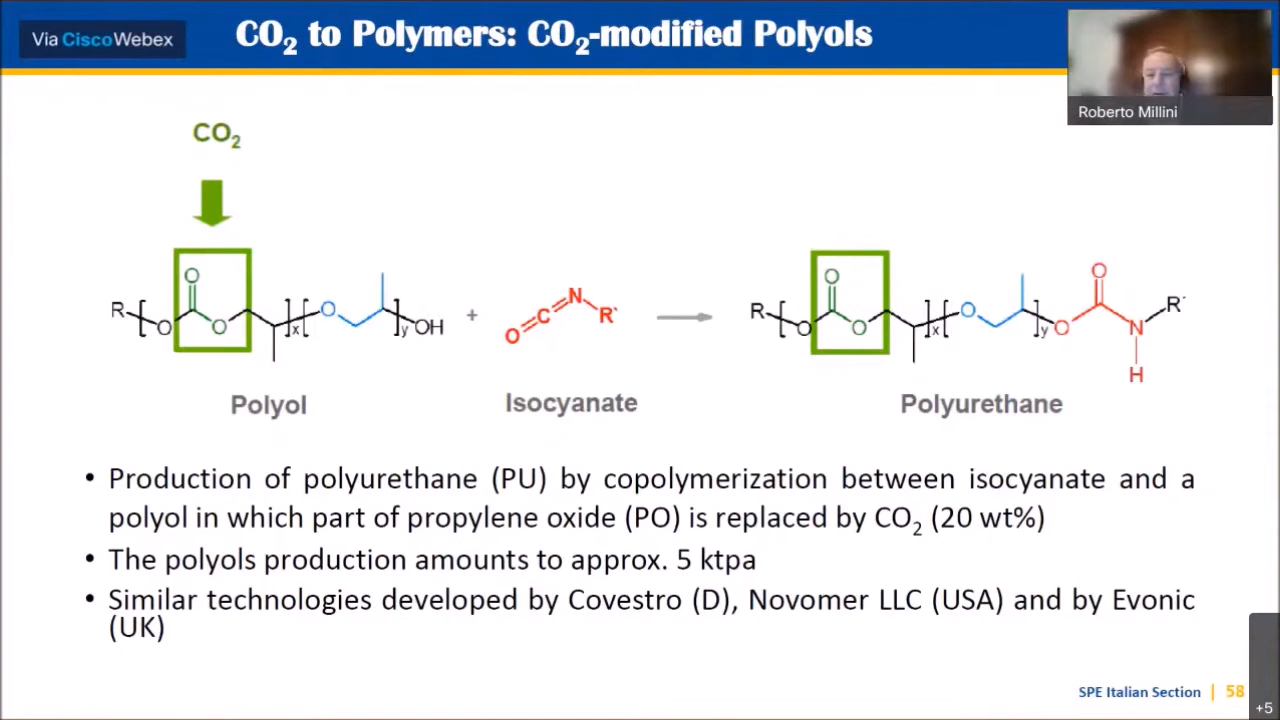 Via CiscoWebex
CO2 to Polymers: CO2-modified Polyols
Roberto Millini
CO2
R
O
O
O
x
O
y
OH
+
O
C
N
R'
R
O
O
O
x
O
y
O
O
N
H
R'
Polyol
Isocyanate
Polyurethane
• Production of polyurethane (PU) by copolymerization between isocyanate and a
polyol in which part of propylene oxide (PO) is replaced by CO2 (20 wt%)
• The polyols production amounts to approx. 5 ktpa
• Similar technologies developed by Covestro (D), Novomer LLC (USA) and by Evonic
(UK)
SPE Italian Section | 58
+5